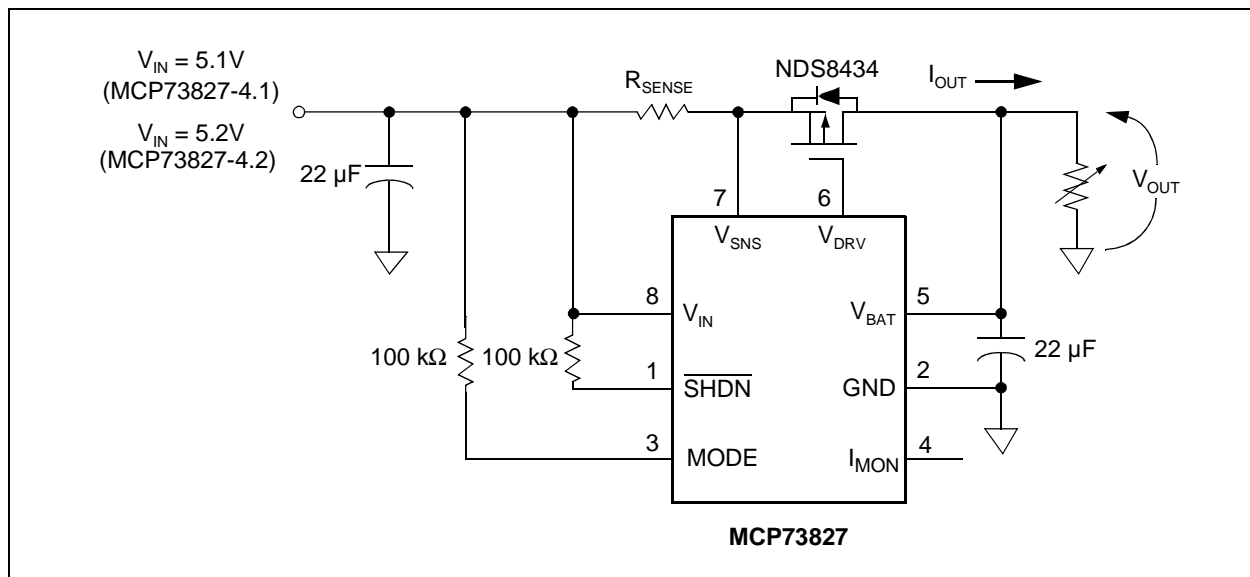 V_IN = 5.1V
(MCP73827-4.1)
V_IN = 5.2V
(MCP73827-4.2)
22 µF
R_SENSE
NDS8434
I_OUT
V_OUT
7
6
V_SNS
V_DRV
8
V_IN
V_BAT
5
100 kΩ
100 kΩ
22 µF
1
SHDN
GND
2
3
MODE
I_MON
4
MCP73827